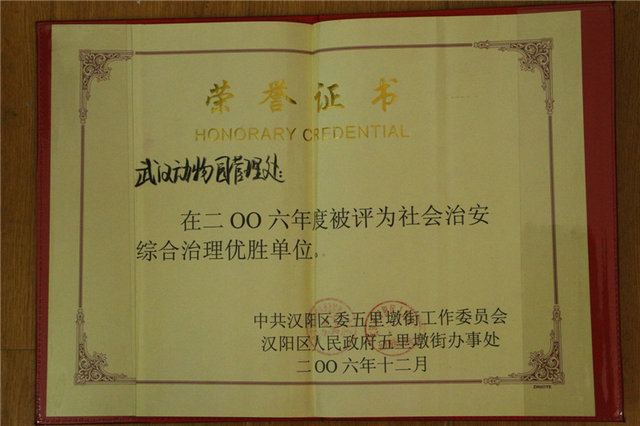 荣誉证书
HONORARY CREDENTIAL
武汉动物园管理处:
在二OO六年度被评为社会治安
综合治理优胜单位。
中共汉阳区委五里墩街工作委员会
汉阳区人民政府五里墩街办事处
二OO六年十二月